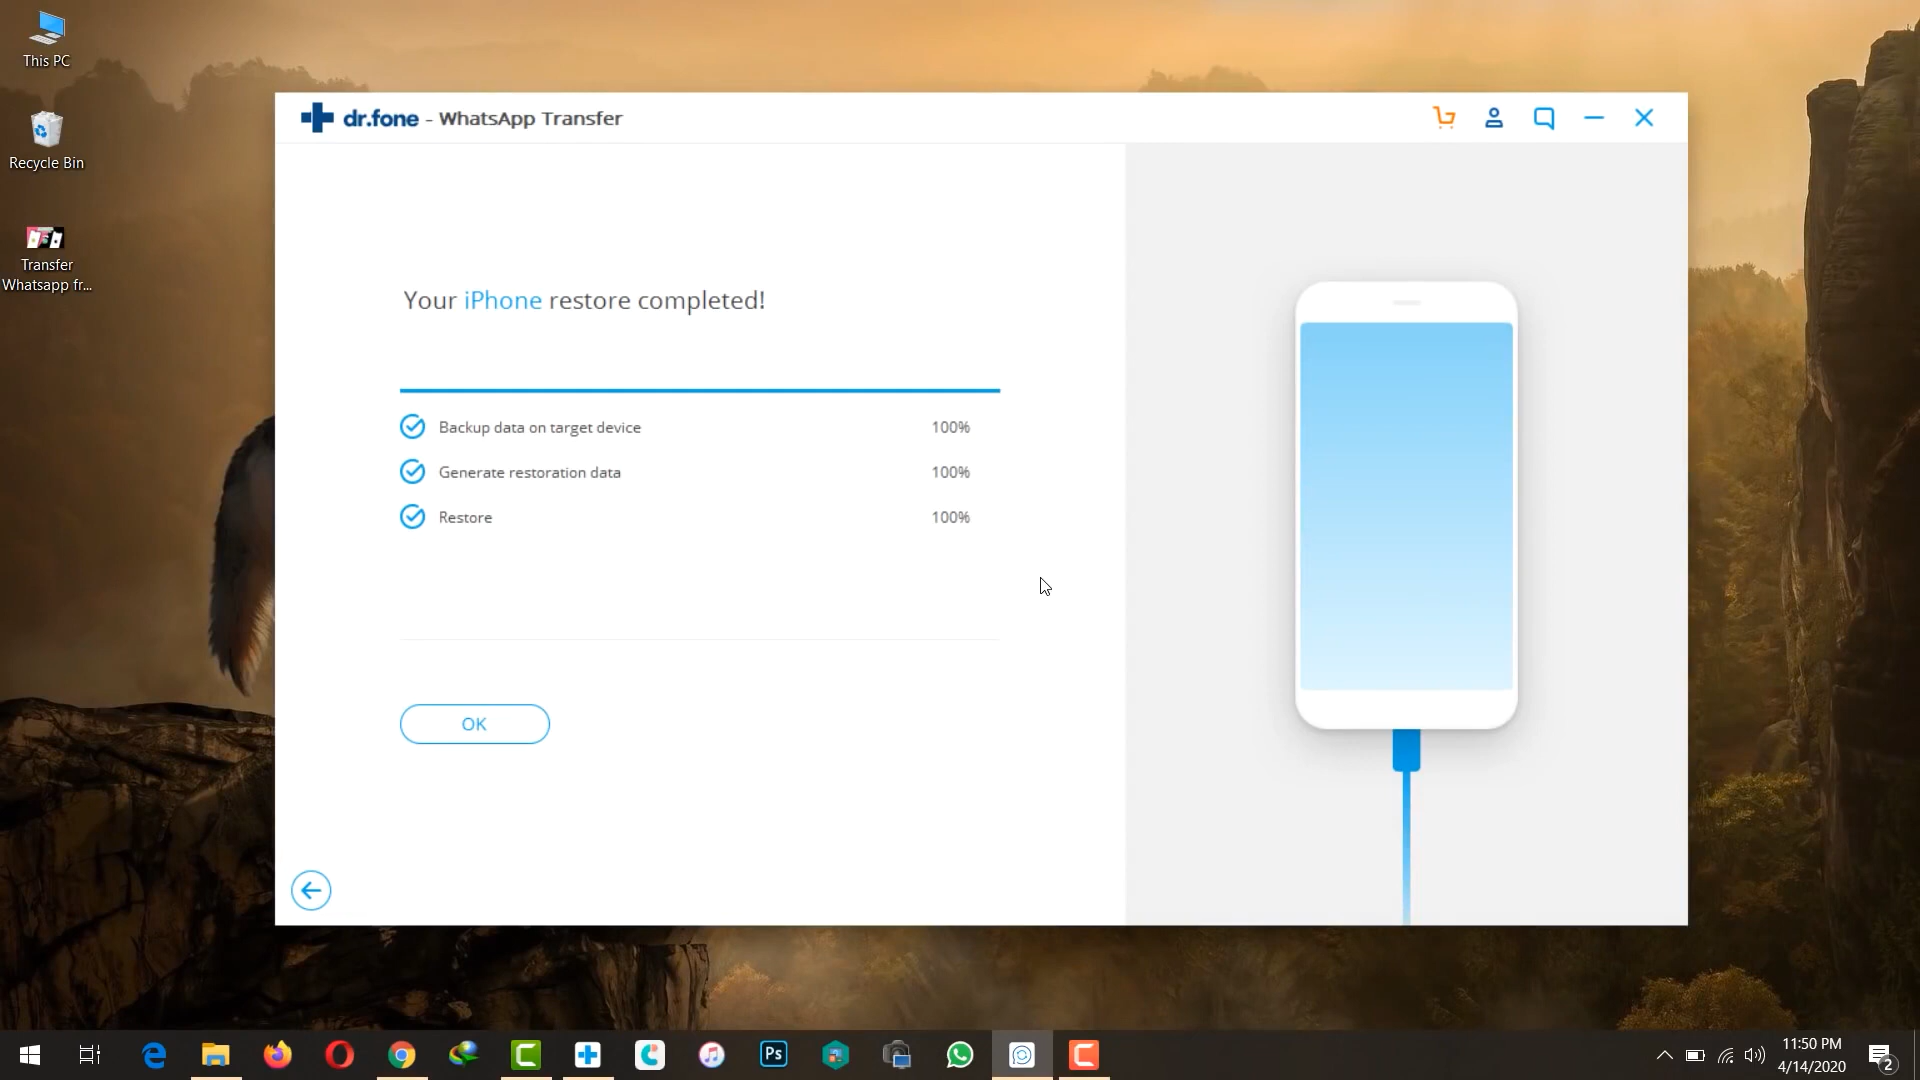 This PC
Recycle Bin
Transfer
Whatsapp fr...
dr.fone - WhatsApp Transfer
Your iPhone restore completed!
Backup data on target device 100%
Generate restoration data 100%
Restore 100%
OK
Ps
11:50 PM
4/14/2020
2